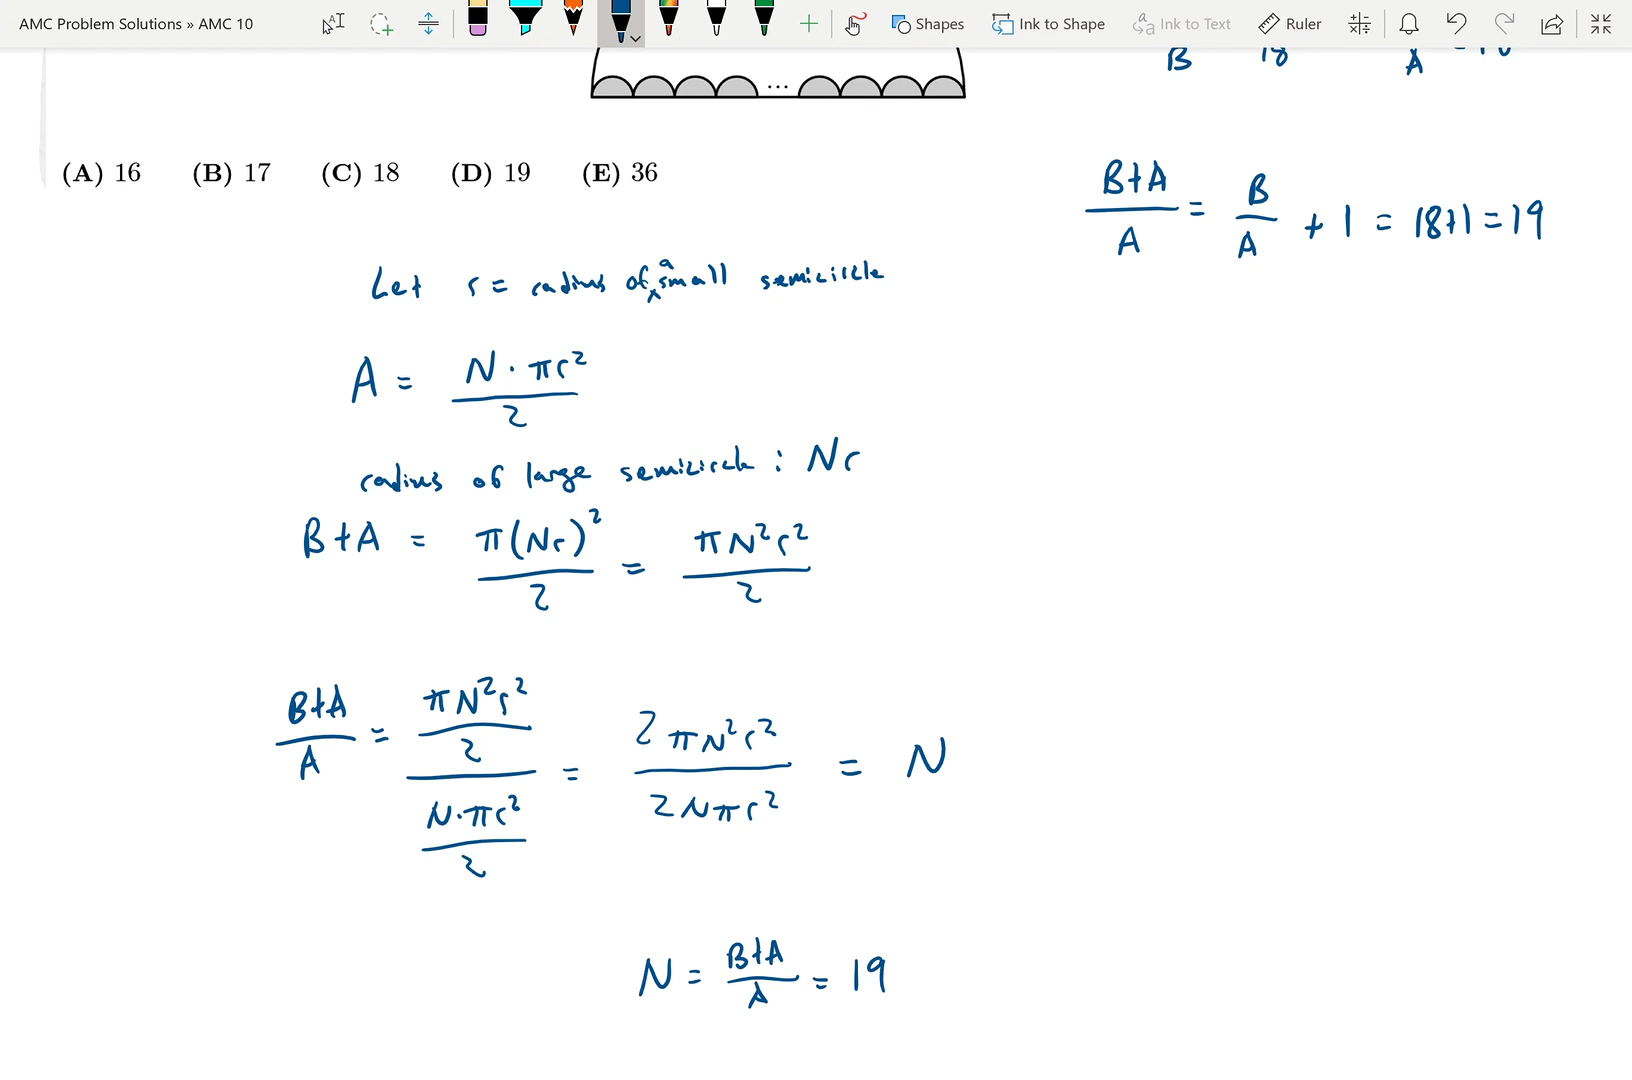 AMC Problem Solutions » AMC 10
Shapes
Ink to Shape
Ink to Text
Ruler
B 18 A
...
(A) 16 (B) 17 (C) 18 (D) 19 (E) 36
B+A / A = B / A + 1 = 18+1 = 19
Let r = radius of a small semicircle
A = N · πr² / 2
radius of large semicircle : Nr
B+A = π(Nr)² / 2 = πN²r² / 2
B+A / A = πN²r² / 2 / N·πr² / 2 = 2πN²r² / 2Nπr² = N
N = B+A / A = 19